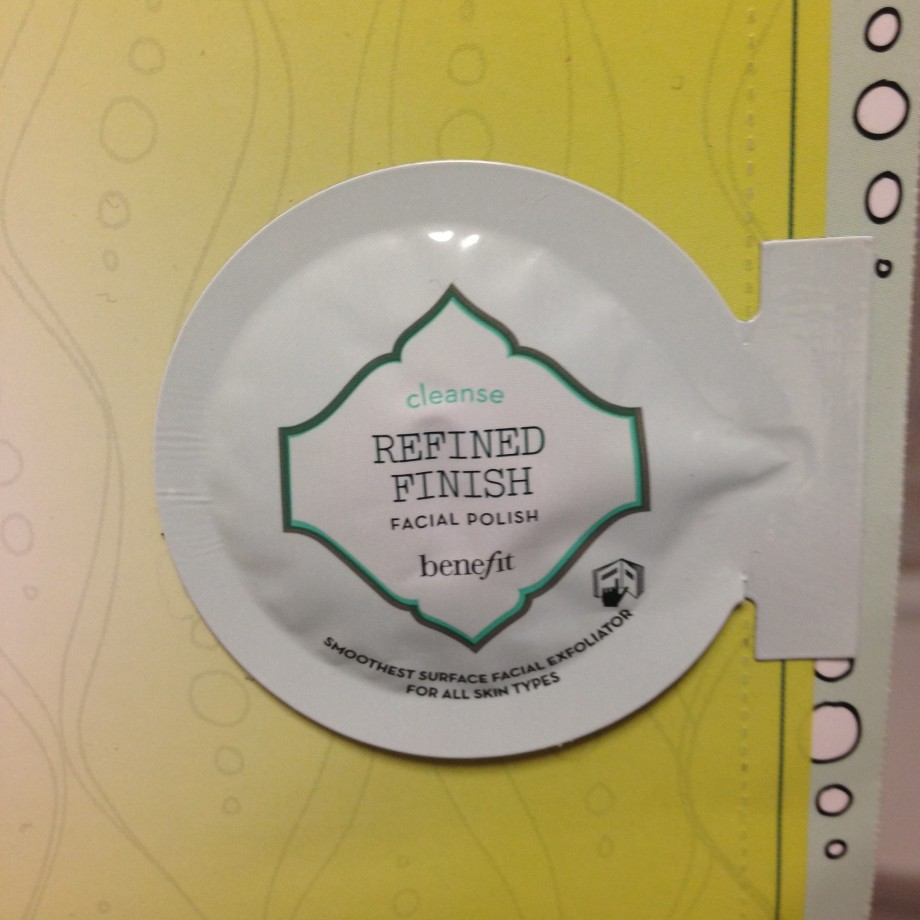 cleanse
REFINED
FINISH
FACIAL POLISH
benefit
SMOOTHEST SURFACE FACIAL EXFOLIATOR
FOR ALL SKIN TYPES